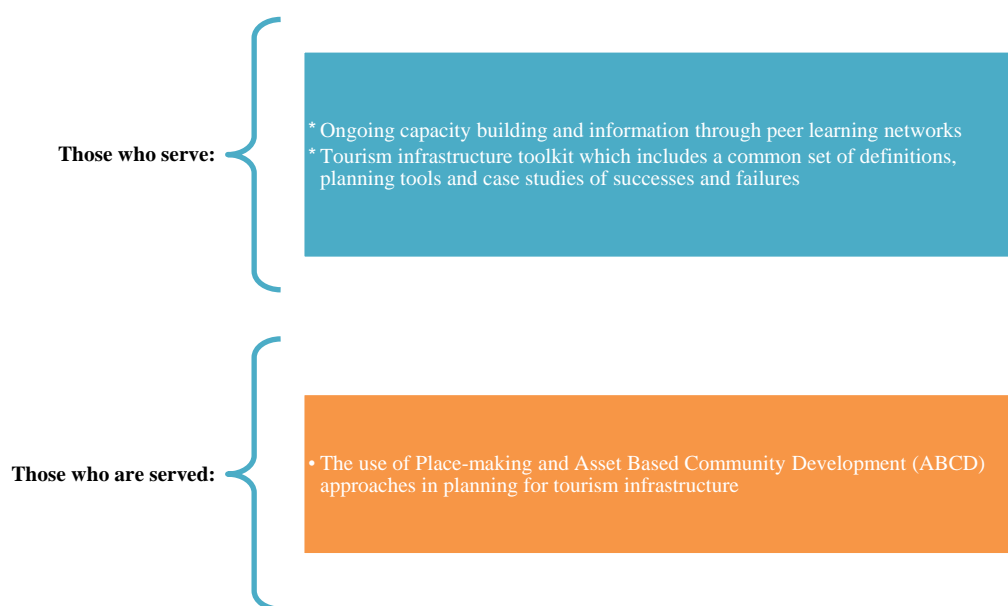 Those who serve:
* Ongoing capacity building and information through peer learning networks
* Tourism infrastructure toolkit which includes a common set of definitions,
planning tools and case studies of successes and failures
Those who are served:
• The use of Place-making and Asset Based Community Development (ABCD)
approaches in planning for tourism infrastructure